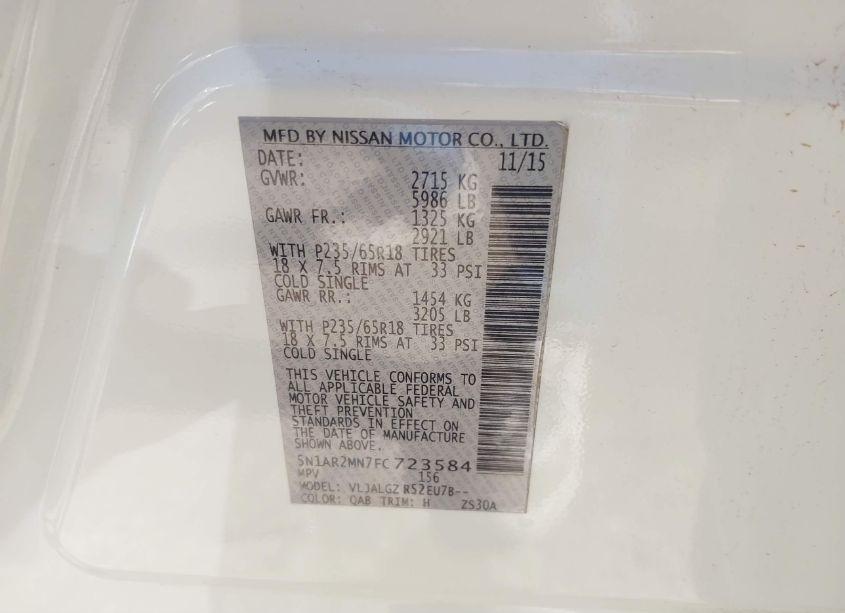 MFD BY NISSAN MOTOR CO., LTD.
DATE: 11/15
GVWR: 2715 KG
5986 LB
GAWR FR.: 1325 KG
2921 LB
WITH P235/65R18 TIRES
18 X 7.5 RIMS AT 33 PSI
COLD SINGLE
GAWR RR.: 1454 KG
3205 LB
WITH P235/65R18 TIRES
18 X 7.5 RIMS AT 33 PSI
COLD SINGLE
THIS VEHICLE CONFORMS TO
ALL APPLICABLE FEDERAL
MOTOR VEHICLE SAFETY AND
THEFT PREVENTION
STANDARDS IN EFFECT ON
THE DATE OF MANUFACTURE
SHOWN ABOVE.
5N1AR2MN7FC723584
MPV 156
MODEL: VLJALGZ R52EU7B--
COLOR: QAB TRIM: H ZS30A